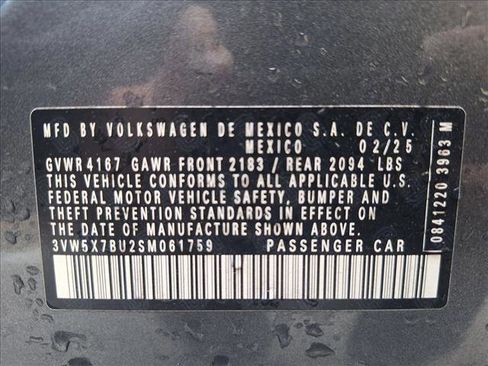 MFD BY VOLKSWAGEN DE MEXICO S.A. DE C.V.
MEXICO 02/25
GVWR 4167 GAWR FRONT 2183 / REAR 2094 LBS
THIS VEHICLE CONFORMS TO ALL APPLICABLE U.S.
FEDERAL MOTOR VEHICLE SAFETY, BUMPER AND
THEFT PREVENTION STANDARDS IN EFFECT ON
THE DATE OF MANUFACTURE SHOWN ABOVE.
3VW5X7BU2SM061759 PASSENGER CAR
0841220 3963 M